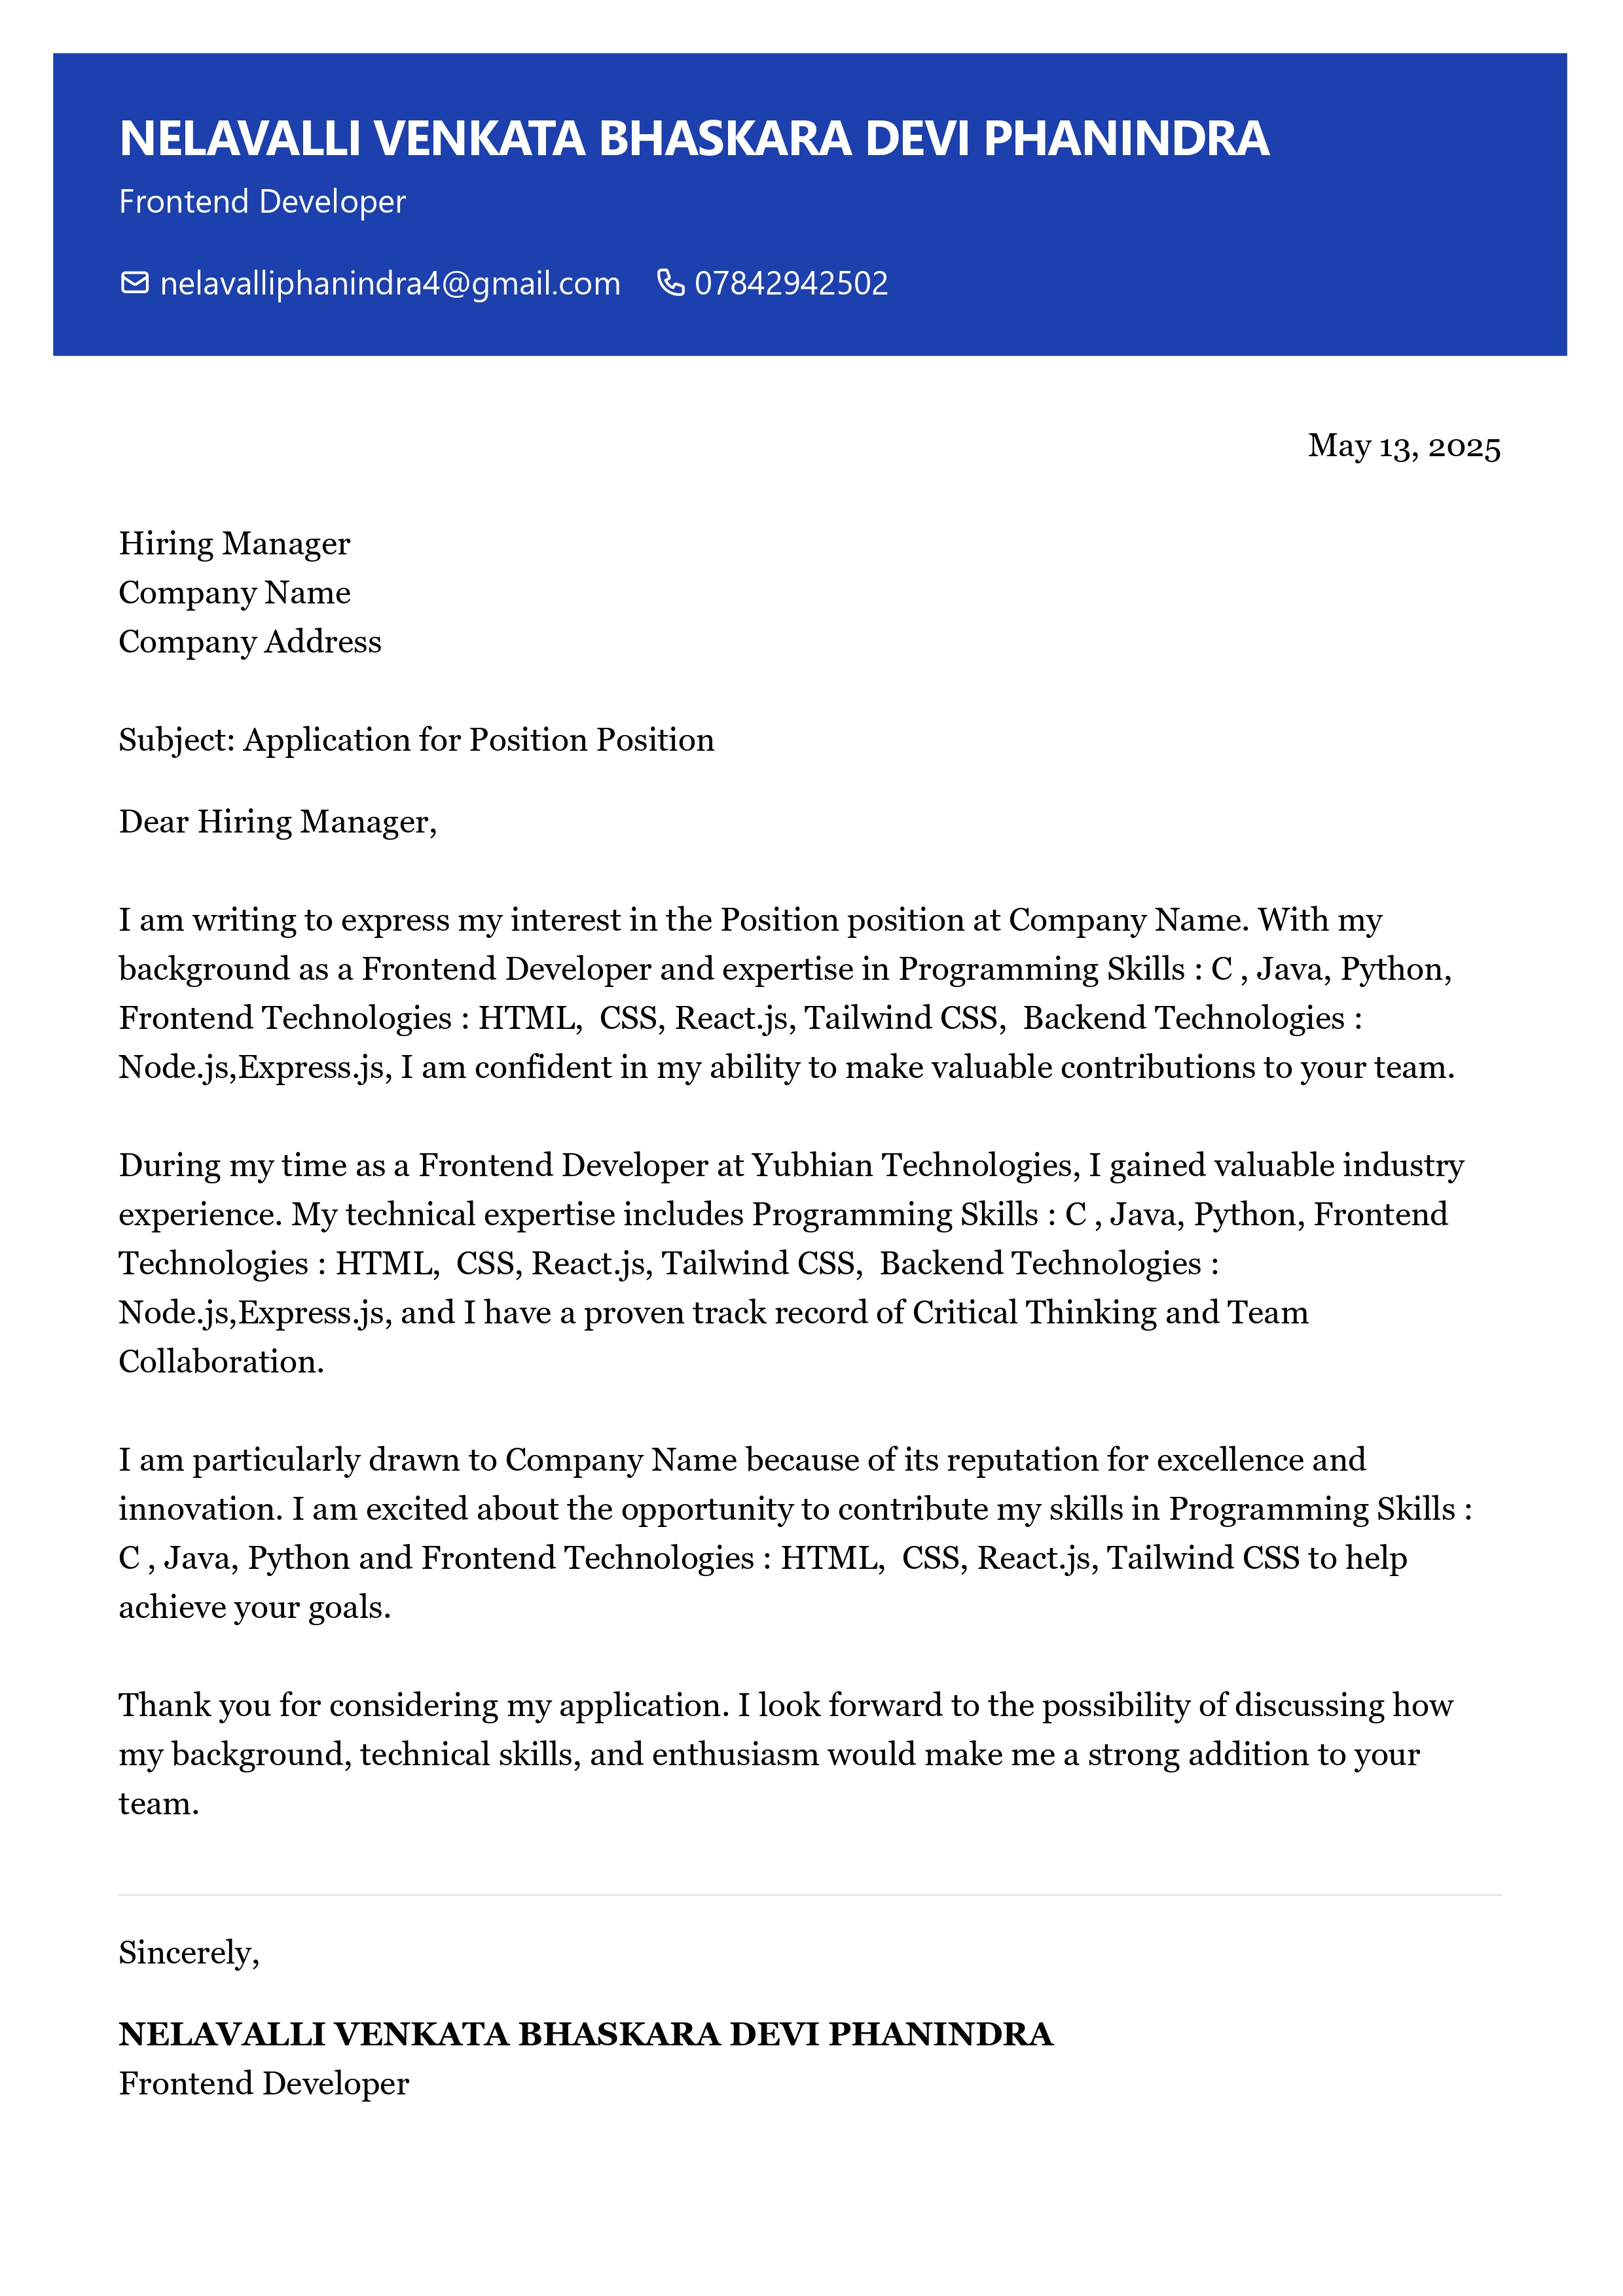 NELAVALLI VENKATA BHASKARA DEVI PHANINDRA
Frontend Developer
nelavalliphanindra4@gmail.com 07842942502
May 13, 2025
Hiring Manager
Company Name
Company Address
Subject: Application for Position Position
Dear Hiring Manager,
I am writing to express my interest in the Position position at Company Name. With my
background as a Frontend Developer and expertise in Programming Skills : C , Java, Python,
Frontend Technologies : HTML,  CSS, React.js, Tailwind CSS,  Backend Technologies :
Node.js,Express.js, I am confident in my ability to make valuable contributions to your team.
During my time as a Frontend Developer at Yubhian Technologies, I gained valuable industry
experience. My technical expertise includes Programming Skills : C , Java, Python, Frontend
Technologies : HTML,  CSS, React.js, Tailwind CSS,  Backend Technologies :
Node.js,Express.js, and I have a proven track record of Critical Thinking and Team
Collaboration.
I am particularly drawn to Company Name because of its reputation for excellence and
innovation. I am excited about the opportunity to contribute my skills in Programming Skills :
C , Java, Python and Frontend Technologies : HTML,  CSS, React.js, Tailwind CSS to help
achieve your goals.
Thank you for considering my application. I look forward to the possibility of discussing how
my background, technical skills, and enthusiasm would make me a strong addition to your
team.
Sincerely,
NELAVALLI VENKATA BHASKARA DEVI PHANINDRA
Frontend Developer